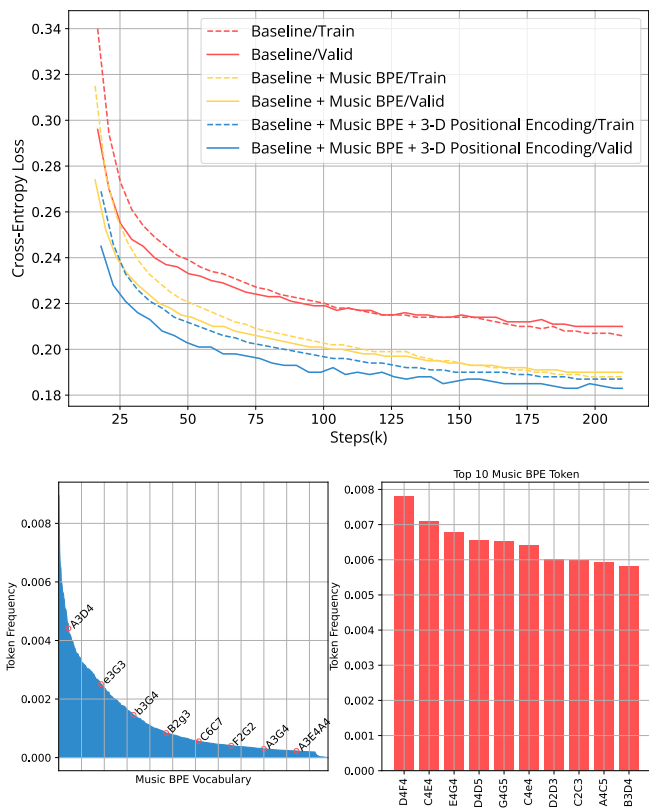 0.34
0.32
0.30
0.28
0.26
0.24
0.22
0.20
0.18
Cross-Entropy Loss
Baseline/Train
Baseline/Valid
Baseline + Music BPE/Train
Baseline + Music BPE/Valid
Baseline + Music BPE + 3-D Positional Encoding/Train
Baseline + Music BPE + 3-D Positional Encoding/Valid
25 50 75 100 125 150 175 200
Steps(k)
0.008
0.006
0.004
0.002
0.000
Token Frequency
A3D4
e3G3
b3G4
B2g3
C6C7
F2G2
A3G4
A3E4A4
Music BPE Vocabulary
Top 10 Music BPE Token
0.008
0.007
0.006
0.005
0.004
0.003
0.002
0.001
0.000
Token Frequency
D4F4
C4E4
E4G4
D4D5
G4G5
C4e4
D2D3
C2C3
A4C5
B3D4